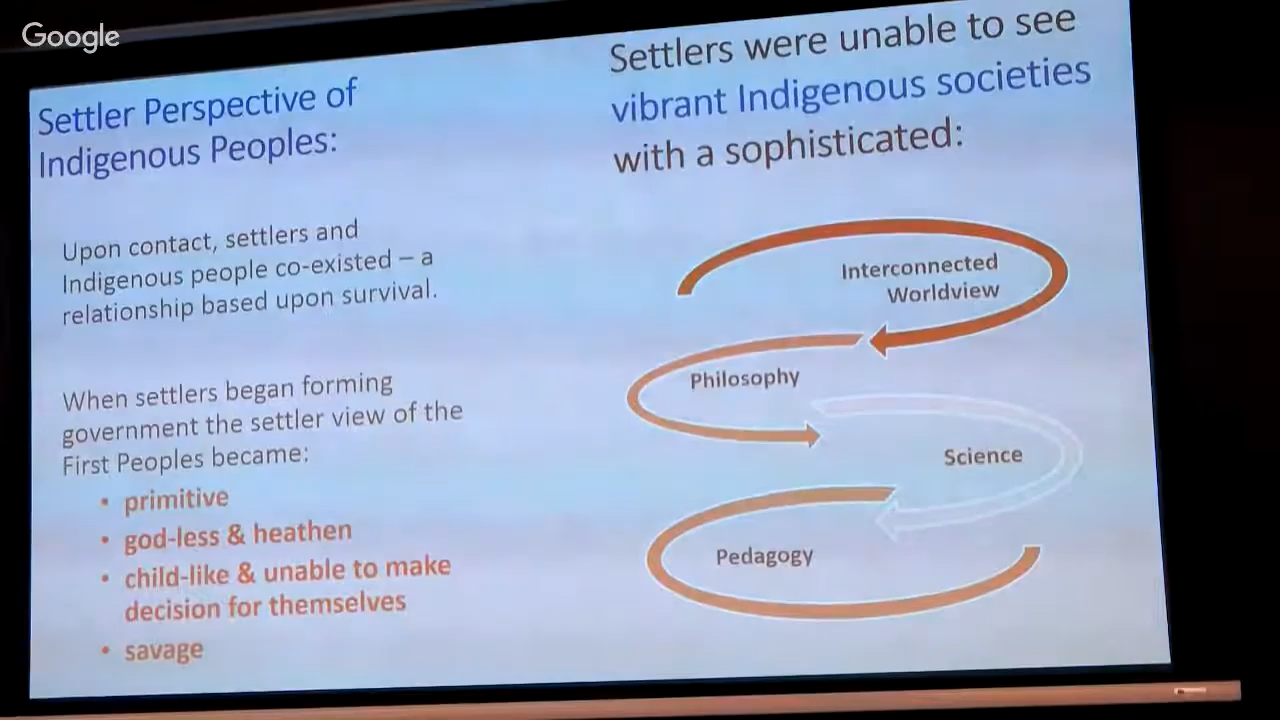 Google
Settler Perspective of
Indigenous Peoples:
Upon contact, settlers and
Indigenous people co-existed – a
relationship based upon survival.
When settlers began forming
government the settler view of the
First Peoples became:
• primitive
• god-less & heathen
• child-like & unable to make
decision for themselves
• savage
Settlers were unable to see
vibrant Indigenous societies
with a sophisticated:
Interconnected
Worldview
Philosophy
Science
Pedagogy